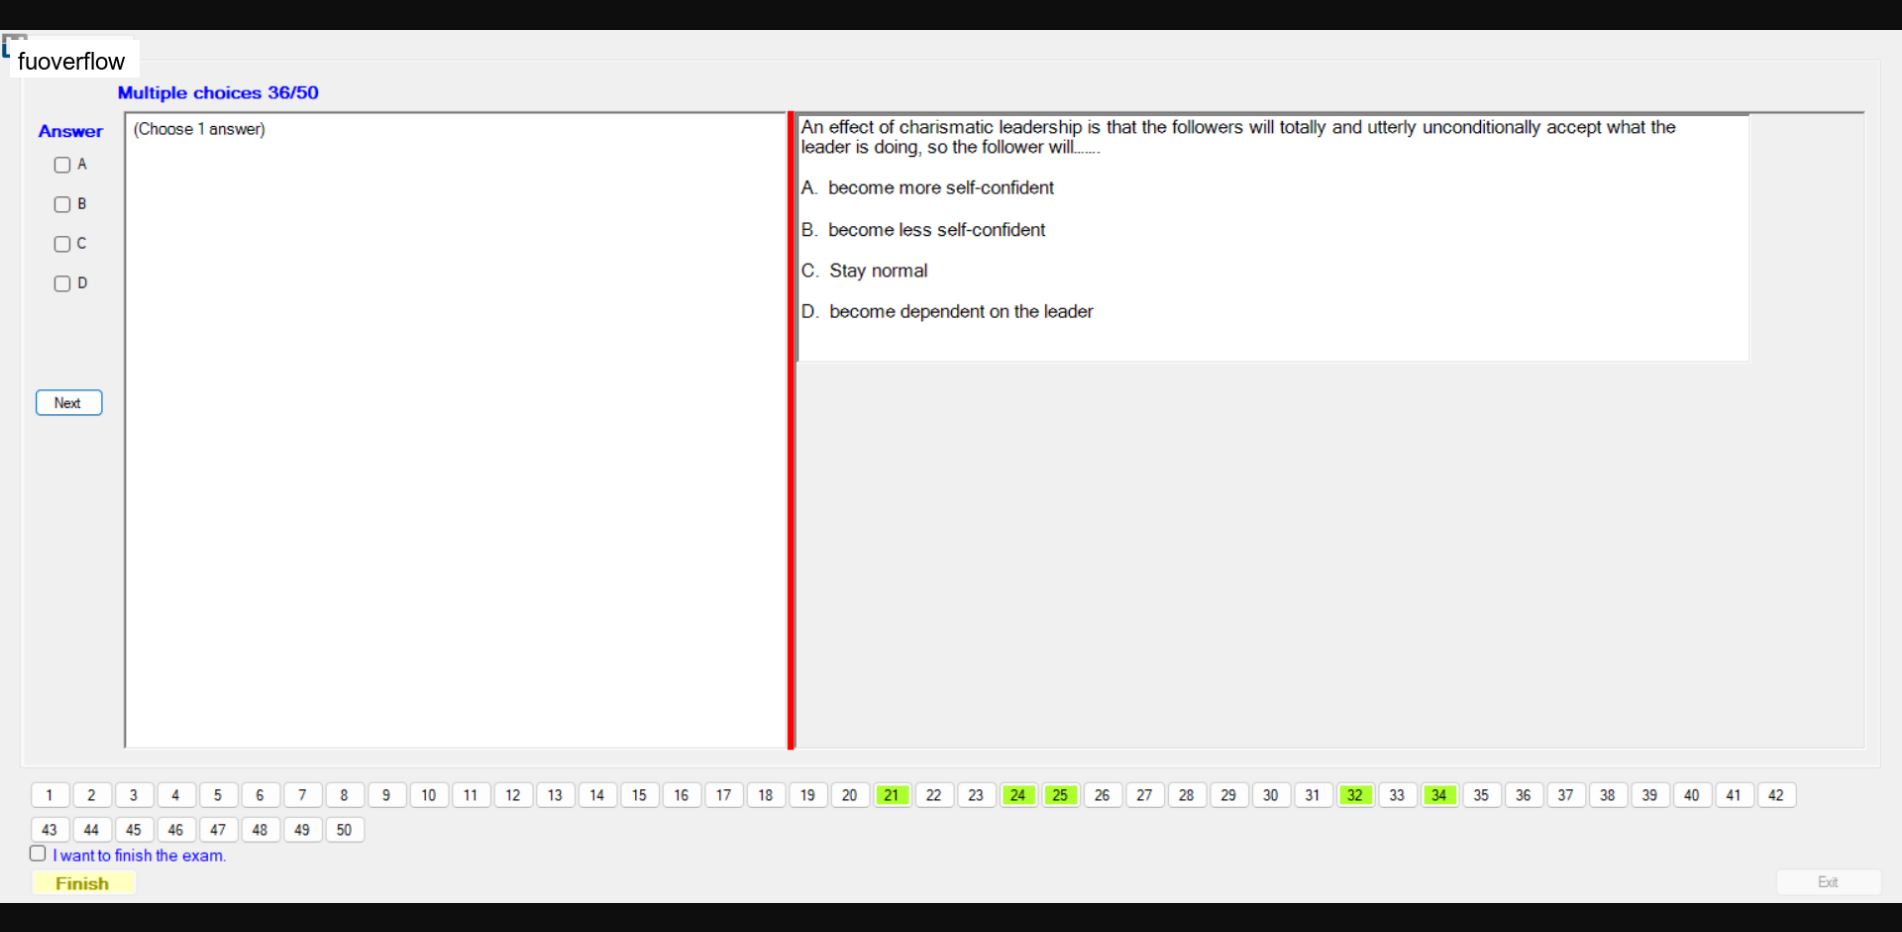 fuoverflow
Multiple choices 36/50
Answer
(Choose 1 answer)
A
B
C
D
Next
An effect of charismatic leadership is that the followers will totally and utterly unconditionally accept what the
leader is doing, so the follower will.......
A. become more self-confident
B. become less self-confident
C. Stay normal
D. become dependent on the leader
1 2 3 4 5 6 7 8 9 10 11 12 13 14 15 16 17 18 19 20 21 22 23 24 25 26 27 28 29 30 31 32 33 34 35 36 37 38 39 40 41 42
43 44 45 46 47 48 49 50
I want to finish the exam.
Finish
Exit